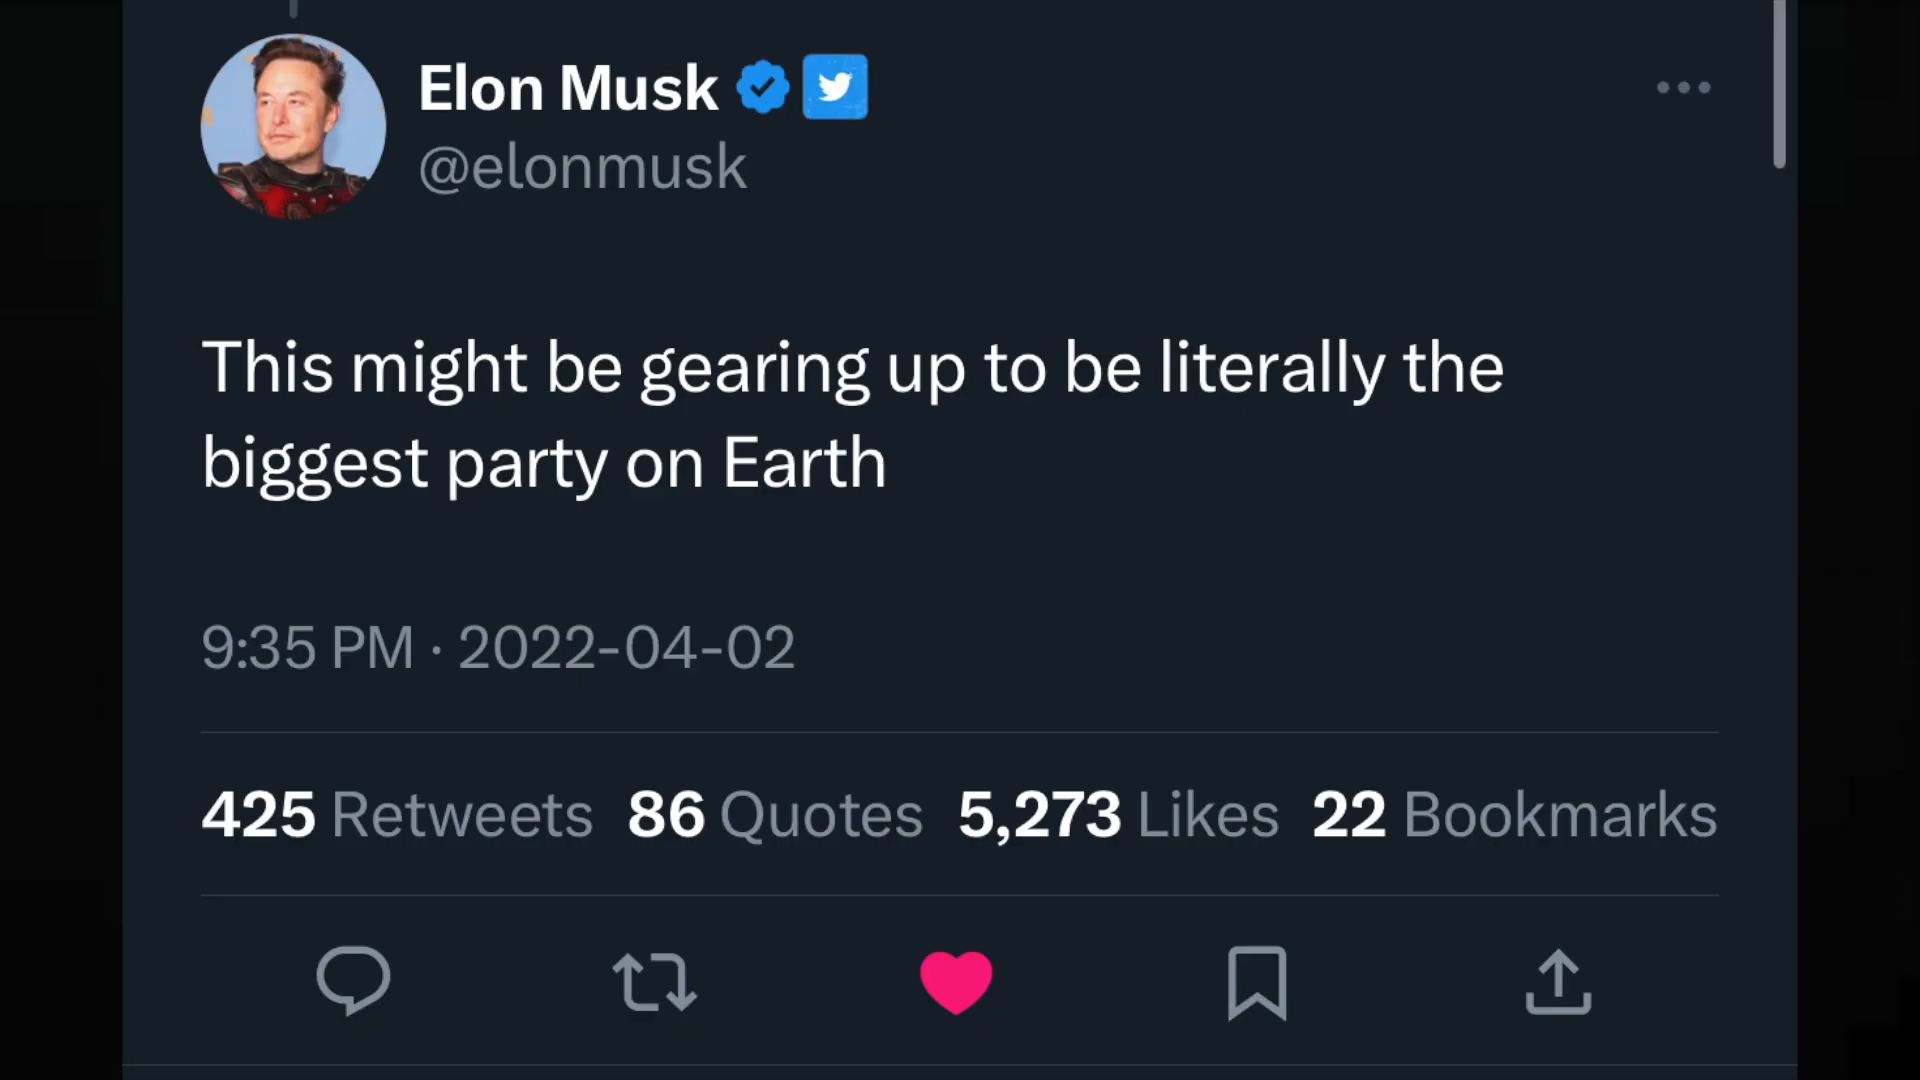 Elon Musk
@elonmusk
This might be gearing up to be literally the
biggest party on Earth
9:35 PM · 2022-04-02
425 Retweets 86 Quotes 5,273 Likes 22 Bookmarks